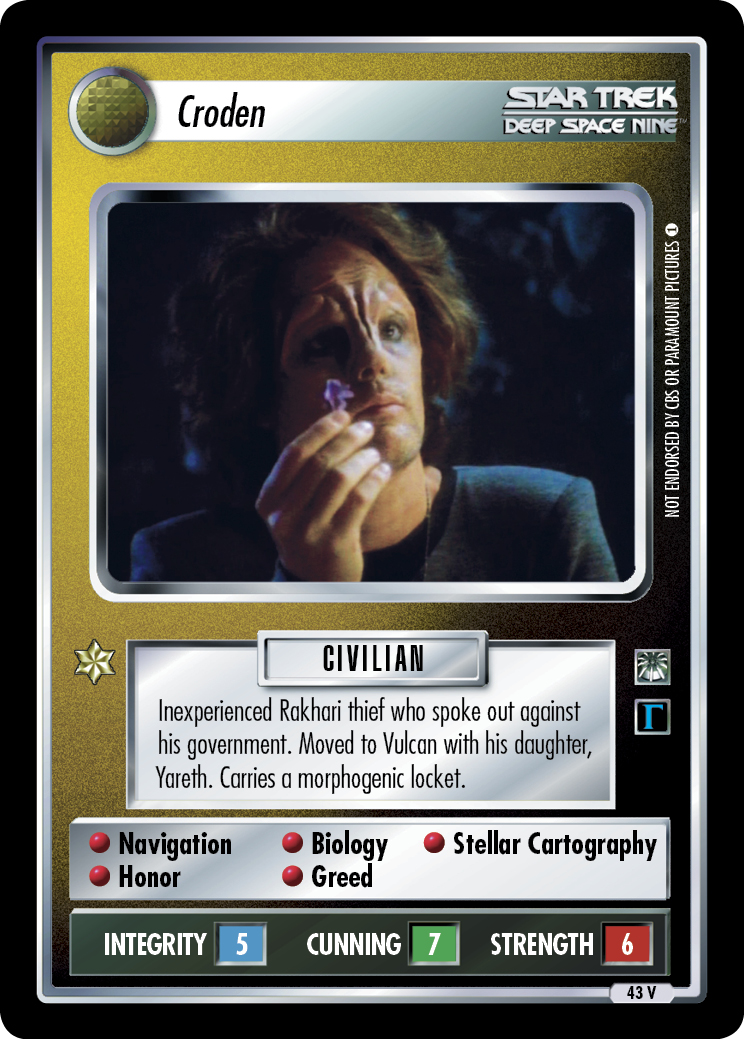 Croden
STAR TREK
DEEP SPACE NINE™
NOT ENDORSED BY CBS OR PARAMOUNT PICTURES 1
CIVILIAN
Inexperienced Rakhari thief who spoke out against
his government. Moved to Vulcan with his daughter,
Yareth. Carries a morphogenic locket.
Γ
Navigation Biology Stellar Cartography
Honor Greed
INTEGRITY 5 CUNNING 7 STRENGTH 6
43 V